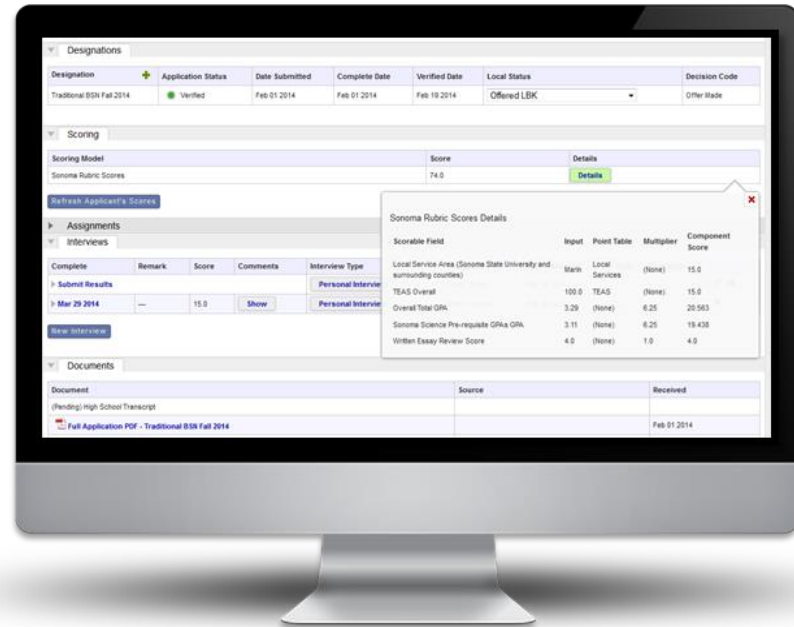 Designations
Designation Application Status Date Submitted Complete Date Verified Date Local Status Decision Code
Traditional BSN Fall 2014 Verified Feb 01 2014 Feb 01 2014 Feb 19 2014 Offered LBK Offer Made
Scoring
Scoring Model Score Details
Sonoma Rubric Scores 74.0 Details
Refresh Applicant's Scores
Assignments
Interviews
Complete Remark Score Comments Interview Type
Submit Results Personal Interview
Mar 29 2014 — 15.0 Show Personal Interview
New Interview
Sonoma Rubric Scores Details
Scorable Field Input Point Table Multiplier Component Score
Local Service Area (Sonoma State University and surrounding counties) Marin Local Services (None) 15.0
TEAS Overall 100.0 TEAS (None) 15.0
Overall Total GPA 3.29 (None) 6.25 20.563
Sonoma Science Pre-requisite GPAs GPA 3.11 (None) 6.25 19.438
Written Essay Review Score 4.0 (None) 1.0 4.0
Documents
Document Source Received
(Pending) High School Transcript
Full Application PDF - Traditional BSN Fall 2014 Feb 01 2014